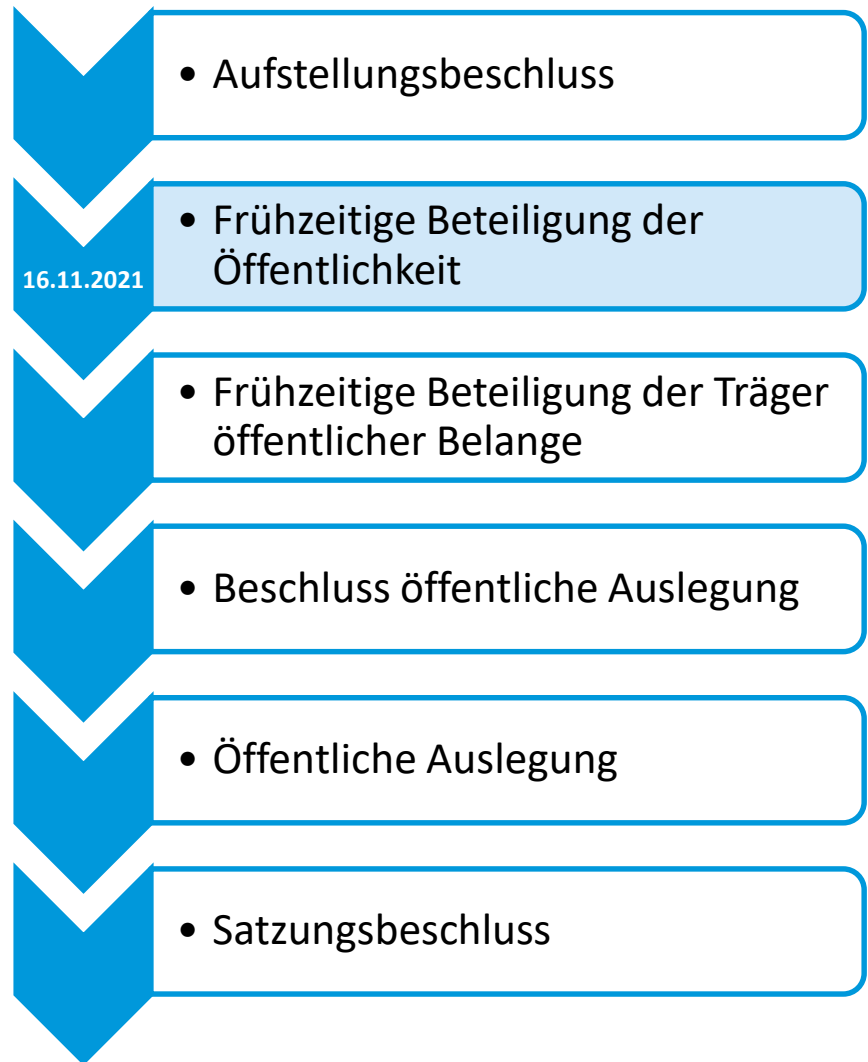 • Aufstellungsbeschluss
16.11.2021
• Frühzeitige Beteiligung der
Öffentlichkeit
• Frühzeitige Beteiligung der Träger
öffentlicher Belange
• Beschluss öffentliche Auslegung
• Öffentliche Auslegung
• Satzungsbeschluss